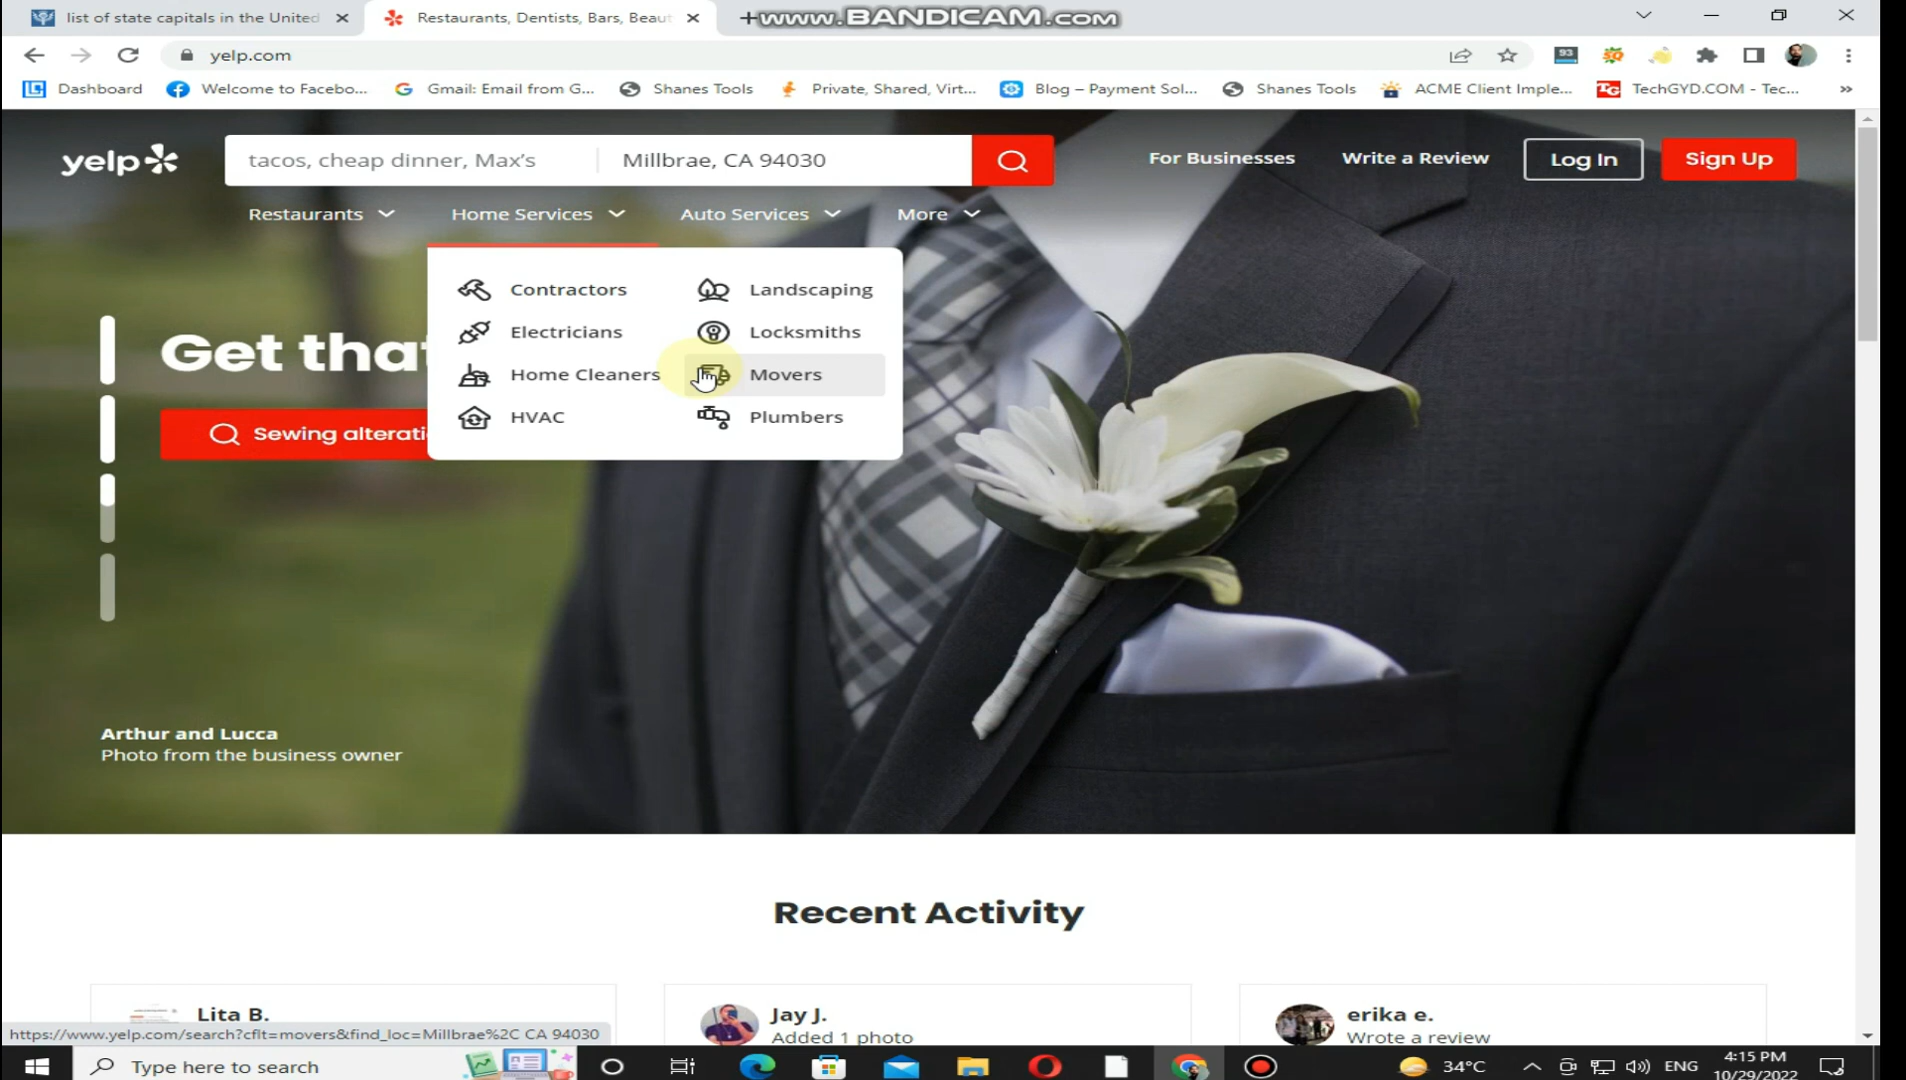 list of state capitals in the United
Restaurants, Dentists, Bars, Beau
www.BANDICAM.com
yelp.com
93
Dashboard
Welcome to Facebo...
Gmail: Email from G...
Shanes Tools
Private, Shared, Virt...
Blog – Payment Sol...
Shanes Tools
ACME Client Imple...
TG
TechGYD.COM - Tec...
yelp
tacos, cheap dinner, Max's
Millbrae, CA 94030
For Businesses
Write a Review
Log In
Sign Up
Restaurants
Home Services
Auto Services
More
Contractors
Landscaping
Electricians
Locksmiths
Home Cleaners
Movers
HVAC
Plumbers
Get that
Sewing alterati
Arthur and Lucca
Photo from the business owner
Recent Activity
Lita B.
Jay J.
Added 1 photo
erika e.
Wrote a review
https://www.yelp.com/search?cflt=movers&find_loc=Millbrae%2C CA 94030
Type here to search
34°C
ENG
4:15 PM
10/29/2022